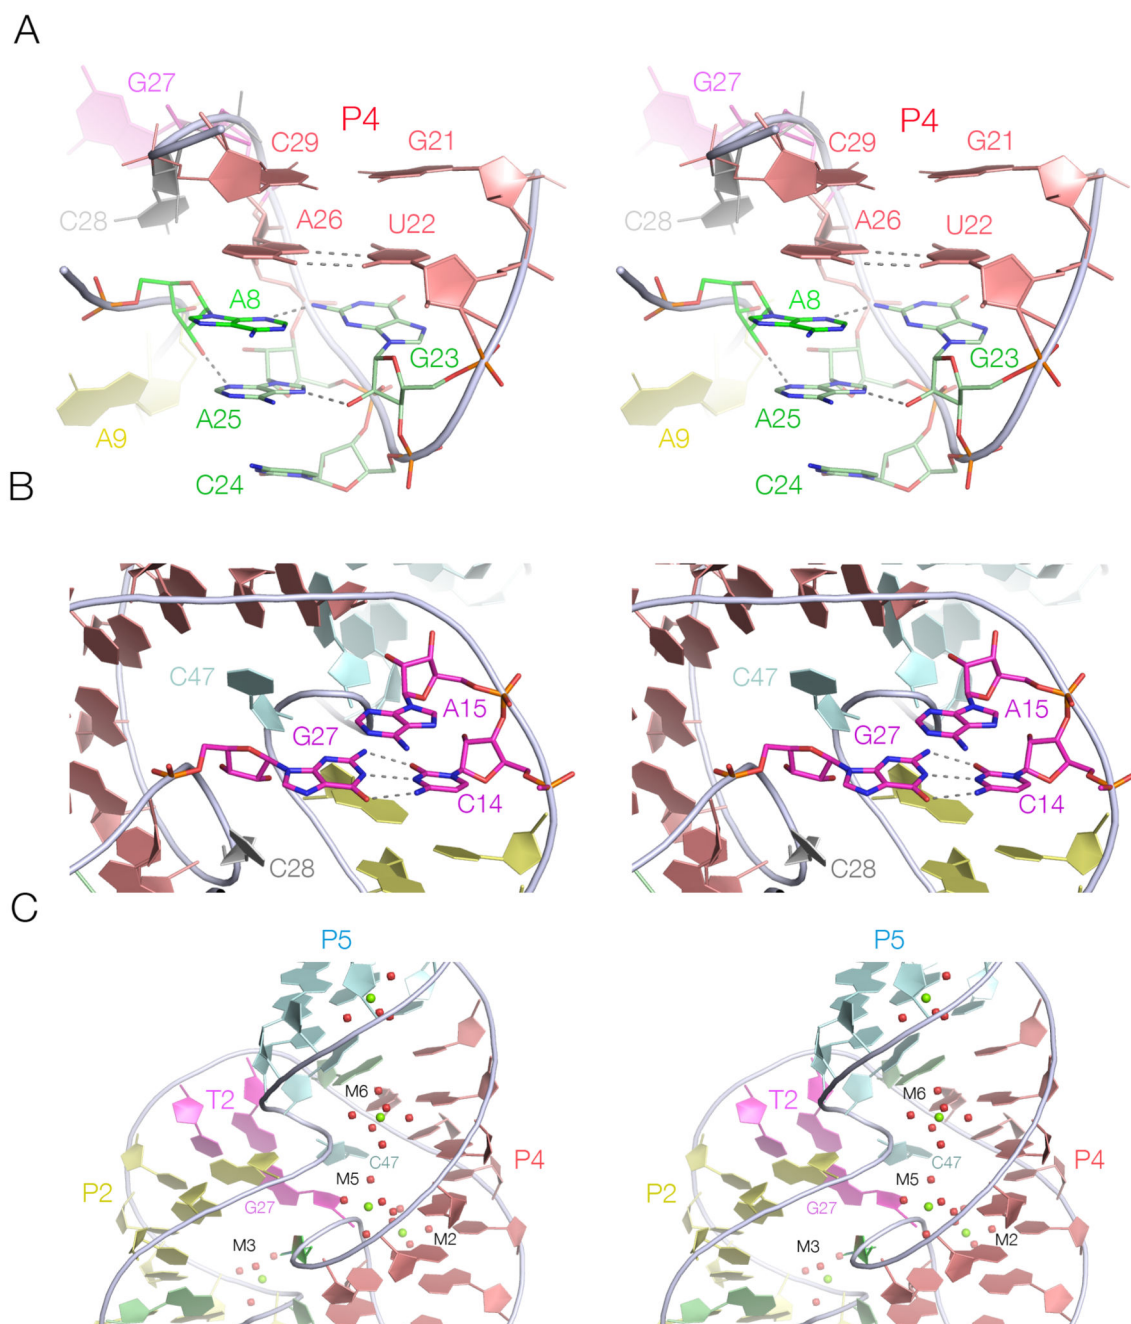 A
G27 P4 G27 P4
C29 G21 C29 G21
C28 A26 U22 C28 A26 U22
A8 A8
G23 G23
A9 A25 A9 A25
C24 C24
B
C47 A15 C47 A15
G27 G27
C14 C14
C28 C28
C
P5 P5
T2 M6 T2 M6
P2 C47 P4 P2 C47 P4
M5 M5
G27 G27
M3 M2 M3 M2